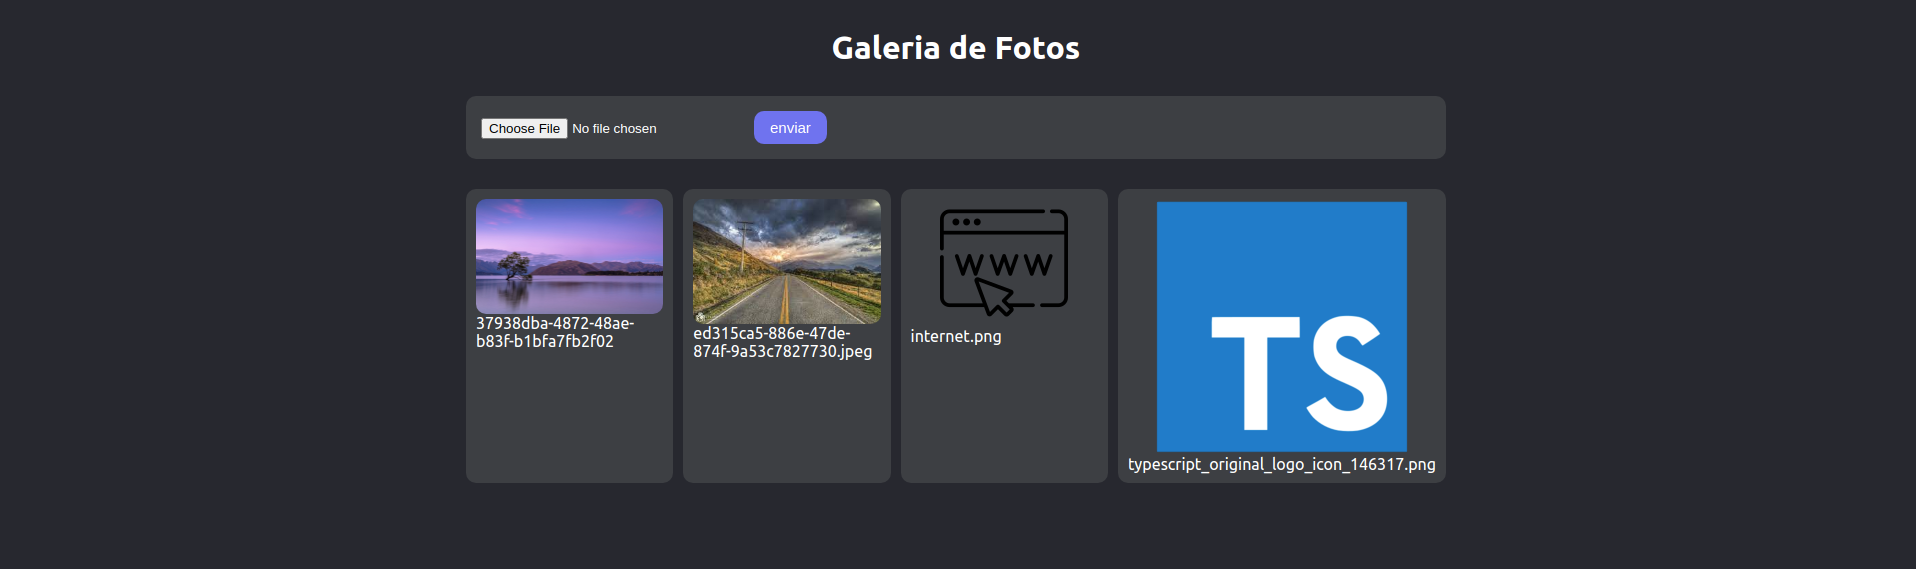 Galeria de Fotos
Choose File No file chosen
enviar
37938dba-4872-48ae-
b83f-b1bfa7fb2f02
ed315ca5-886e-47de-
874f-9a53c7827730.jpeg
WWW
internet.png
TS
typescript_original_logo_icon_146317.png